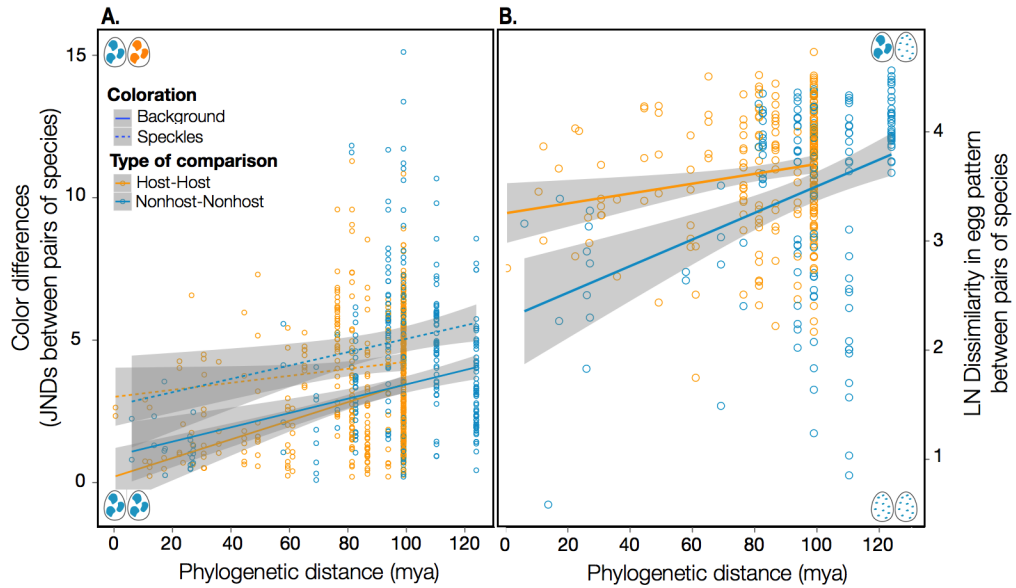 A.
B.
15
10
5
0
Color differences
(JNDs between pairs of species)
Coloration
Background
Speckles
Type of comparison
Host-Host
Nonhost-Nonhost
0 20 40 60 80 100 120
Phylogenetic distance (mya)
0 20 40 60 80 100 120
Phylogenetic distance (mya)
4
3
2
1
LN Dissimilarity in egg pattern
between pairs of species